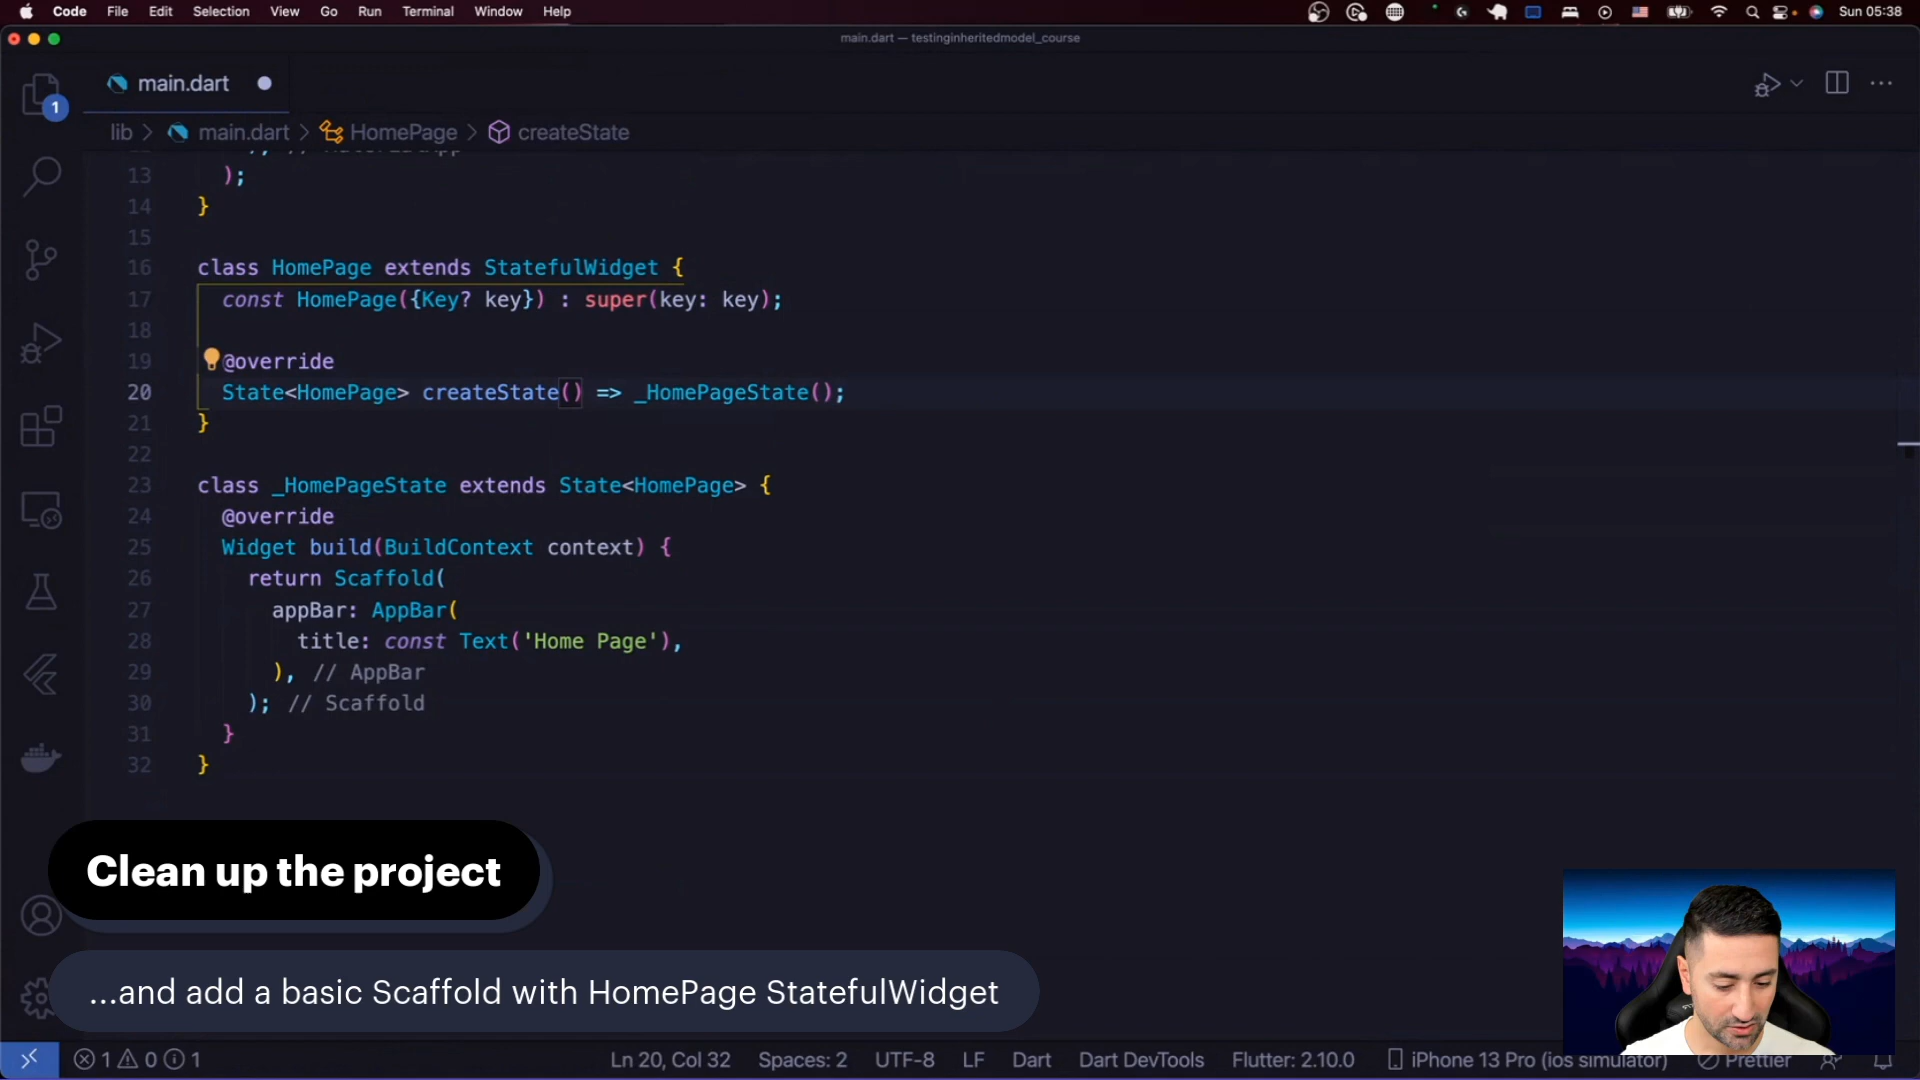 Code File Edit Selection View Go Run Terminal Window Help Sun 05:38
main.dart — testinginheritedmodel_course
1 main.dart
lib > main.dart > HomePage > createState
13 );
14 }
15
16 class HomePage extends StatefulWidget {
17 const HomePage({Key? key}) : super(key: key);
18
19 @override
20 State<HomePage> createState() => _HomePageState();
21 }
22
23 class _HomePageState extends State<HomePage> {
24 @override
25 Widget build(BuildContext context) {
26 return Scaffold(
27 appBar: AppBar(
28 title: const Text('Home Page'),
29 ), // AppBar
30 ); // Scaffold
31 }
32 }
Clean up the project
...and add a basic Scaffold with HomePage StatefulWidget
1 0 1 Ln 20, Col 32 Spaces: 2 UTF-8 LF Dart Dart DevTools Flutter: 2.10.0 iPhone 13 Pro (ios simulator) Prettier